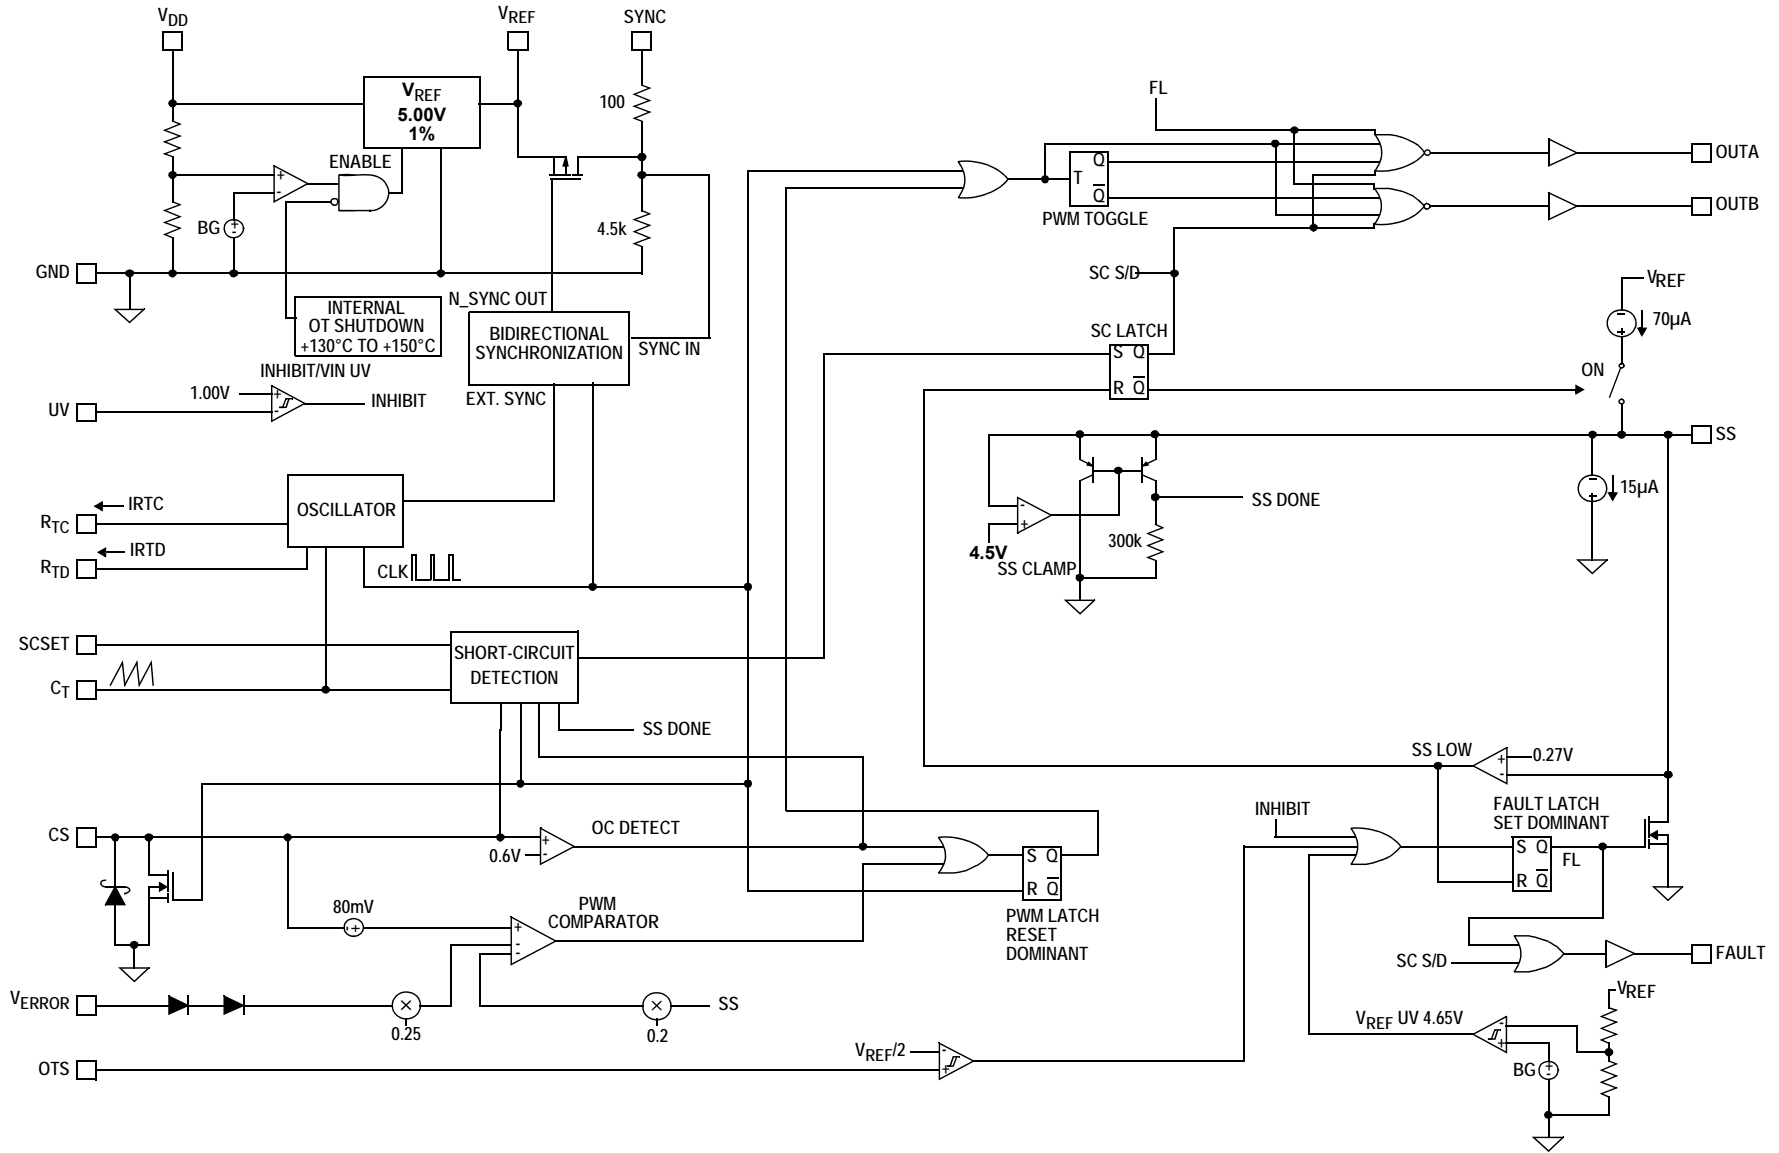 VDD
VREF
SYNC
VREF
5.00V
1%
100
ENABLE
+
-
BG
+
-
4.5k
GND
N_SYNC OUT
INTERNAL
OT SHUTDOWN
+130°C TO +150°C
BIDIRECTIONAL
SYNCHRONIZATION
SYNC IN
EXT. SYNC
INHIBIT/VIN UV
1.00V
+
-
INHIBIT
UV
IRTC
RTC
OSCILLATOR
IRTD
RTD
CLK
SCSET
SHORT-CIRCUIT
DETECTION
CT
SS DONE
CS
OC DETECT
+
-
0.6V
80mV
- +
PWM
COMPARATOR
+
-
-
S Q
R Q̅
PWM LATCH
RESET
DOMINANT
VERROR
×
0.25
×
0.2
SS
OTS
VREF/2
-
+
FL
T
Q
Q̅
PWM TOGGLE
OUTA
OUTB
SC S/D
SC LATCH
S Q
R Q̅
VREF
70µA
-
+
ON
SS
15µA
-
SS DONE
-
+
4.5V
SS CLAMP
300k
SS LOW
+
-
0.27V
INHIBIT
FAULT LATCH
SET DOMINANT
S Q
FL
R Q̅
SC S/D
FAULT
VREF
VREF UV 4.65V
-
+
BG
+
-